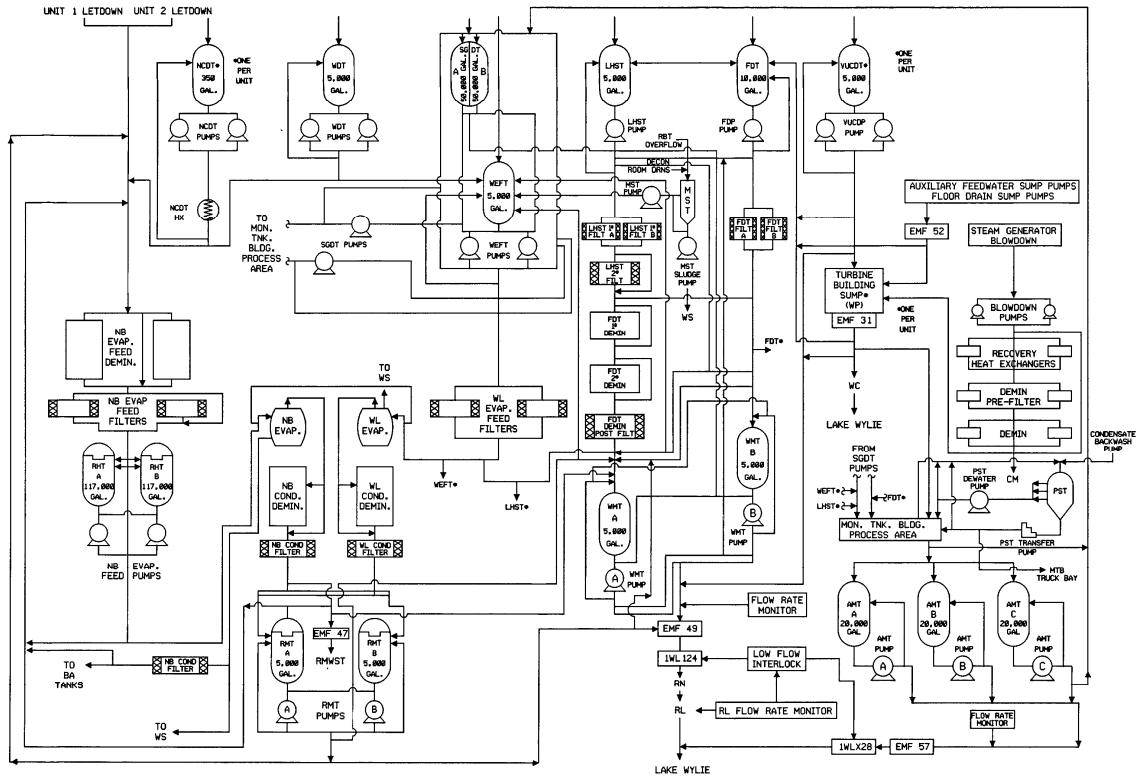 UNIT 1 LETDOWN UNIT 2 LETDOWN
NCDT*
350
GAL.
*ONE
PER
UNIT
NCDT
PUMPS
NCDT
HX
WDT
5,000
GAL.
WDT
PUMPS
SGDT
A B
50,000 GAL.
50,000 GAL.
WEFT
5,000
GAL.
WEFT
PUMPS
TO
MON.
TNK.
BLDG.
PROCESS
AREA
SGDT PUMPS
LHST
5,000
GAL.
LHST
PUMP
RBT
OVERFLOW
DECON
ROOM DRNS
MST
PUMP
MST
MST
SLUDGE
PUMP
WS
FDT
10,000
GAL.
FDP PUMP
VUCDT*
5,000
GAL.
*ONE
PER
UNIT
VUCDP
PUMP
LHST 1º
FILT A
LHST 1º
FILT B
LHST
2º
FILT
FDT
1º
DEMIN
FDT
2º
DEMIN
FDT
DEMIN
POST FILT
FDT
FILT
A
FDT
FILT
B
FDT*
AUXILIARY FEEDWATER SUMP PUMPS
FLOOR DRAIN SUMP PUMPS
EMF 52
TURBINE
BUILDING
SUMP*
(WP)
EMF 31
*ONE
PER
UNIT
WC
LAKE WYLIE
STEAM GENERATOR
BLOWDOWN
BLOWDOWN
PUMPS
RECOVERY
HEAT EXCHANGERS
DEMIN
PRE-FILTER
DEMIN
CM
CONDENSATE
BACKWASH
PUMP
NB
EVAP.
FEED
DEMIN.
NB EVAP
FEED
FILTERS
RHT
A
117,000
GAL.
RHT
B
117,000
GAL.
NB EVAP.
FEED PUMPS
TO
WS
NB
EVAP.
WL
EVAP.
WL
EVAP.
FEED
FILTERS
WEFT*
LHST*
NB
COND.
DEMIN.
WL
COND.
DEMIN.
NB COND
FILTER
WL COND
FILTER
WMT
A
5,000
GAL.
A
WMT
PUMP
WMT
B
5,000
GAL.
B
WMT
PUMP
FROM
SGDT
PUMPS
WEFT*
FDT*
LHST*
MON. TNK. BLDG.
PROCESS AREA
PST
DEWATER
PUMP
PST
PST TRANSFER
PUMP
MTB
TRUCK BAY
FLOW RATE
MONITOR
EMF 49
1WL124
RN
RL
LOW FLOW
INTERLOCK
RL FLOW RATE MONITOR
AMT
A
20,000
GAL
AMT
PUMP
A
AMT
B
20,000
GAL
AMT
PUMP
B
AMT
C
20,000
GAL
AMT
PUMP
C
FLOW RATE
MONITOR
RMT
A
5,000
GAL.
EMF 47
RMWST
RMT
B
5,000
GAL.
A
RMT
PUMPS
B
TO
BA
TANKS
NB COND
FILTER
TO
WS
1WLX28
EMF 57
LAKE WYLIE